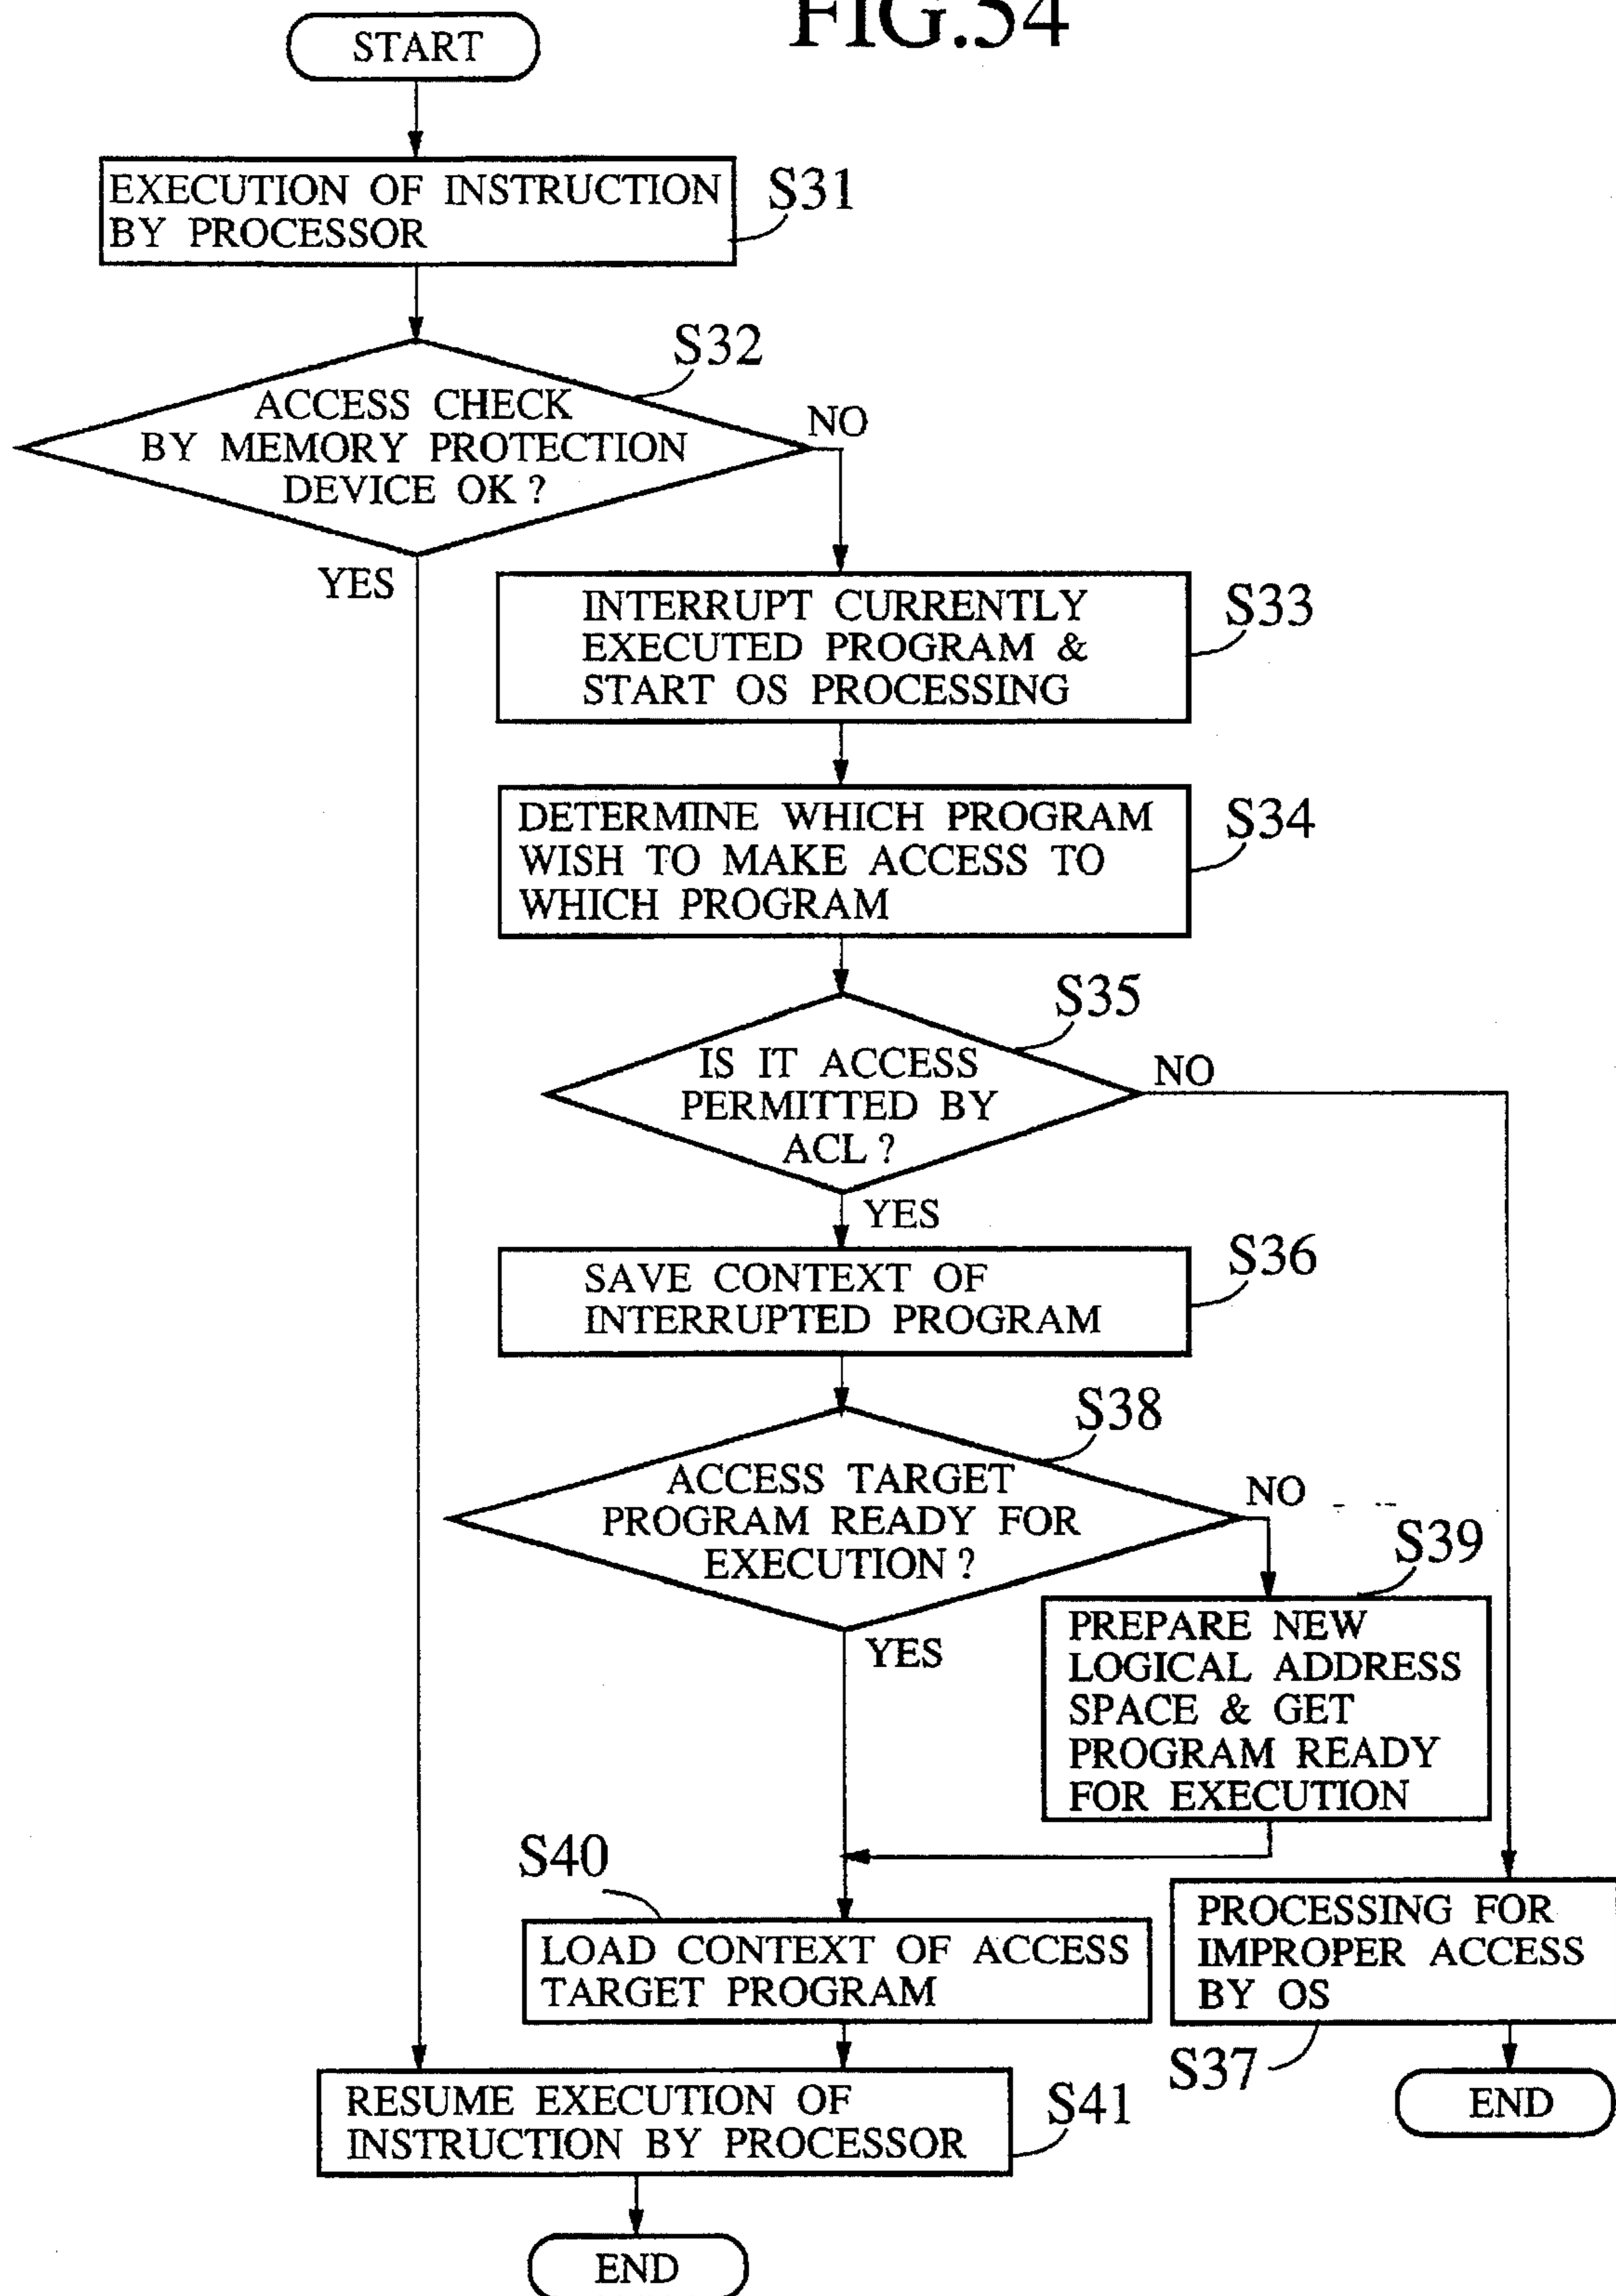 FIG.54
START
EXECUTION OF INSTRUCTION
BY PROCESSOR
S31
S32
ACCESS CHECK
BY MEMORY PROTECTION
DEVICE OK?
NO
YES
INTERRUPT CURRENTLY
EXECUTED PROGRAM &
START OS PROCESSING
S33
DETERMINE WHICH PROGRAM
WISH TO MAKE ACCESS TO
WHICH PROGRAM
S34
S35
IS IT ACCESS
PERMITTED BY
ACL?
NO
YES
SAVE CONTEXT OF
INTERRUPTED PROGRAM
S36
S38
ACCESS TARGET
PROGRAM READY FOR
EXECUTION?
NO
YES
S39
PREPARE NEW
LOGICAL ADDRESS
SPACE & GET
PROGRAM READY
FOR EXECUTION
S40
LOAD CONTEXT OF ACCESS
TARGET PROGRAM
PROCESSING FOR
IMPROPER ACCESS
BY OS
S37
END
RESUME EXECUTION OF
INSTRUCTION BY PROCESSOR
S41
END